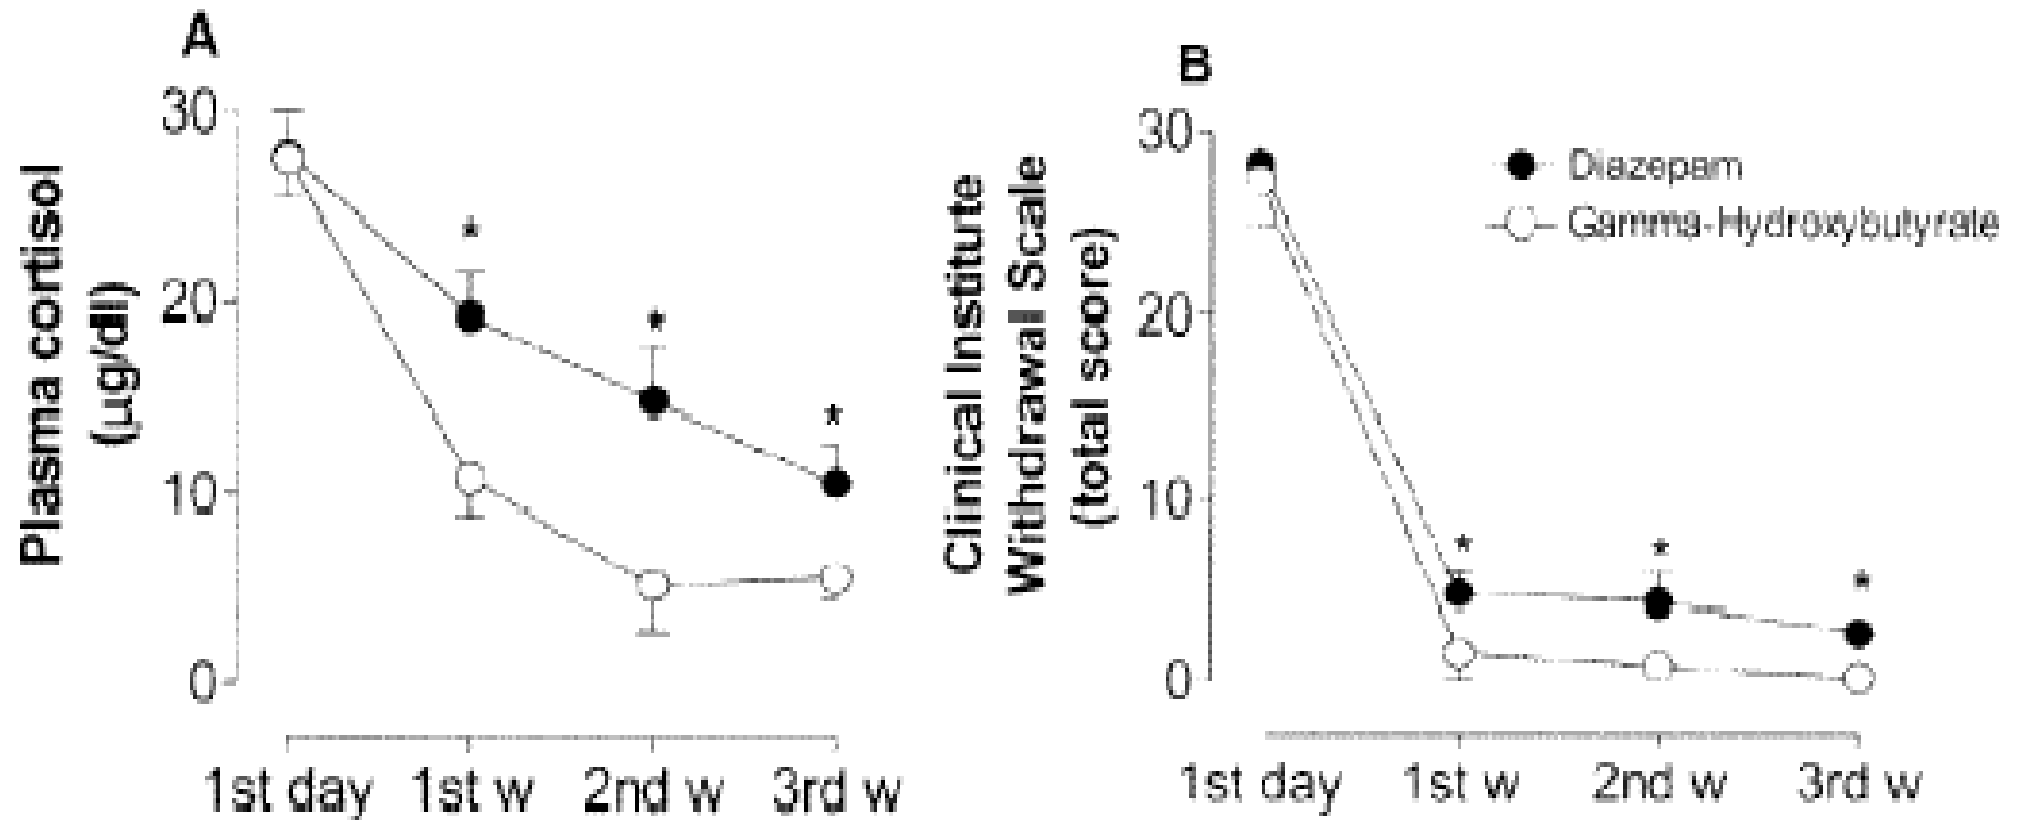 A
30
20
10
0
Plasma cortisol
(µg/dl)
*
*
*
1st day 1st w 2nd w 3rd w
B
30
20
10
0
Clinical Institute
Withdrawal Scale
(total score)
Diazepam
Gamma-Hydroxybutyrate
*
*
*
1st day 1st w 2nd w 3rd w